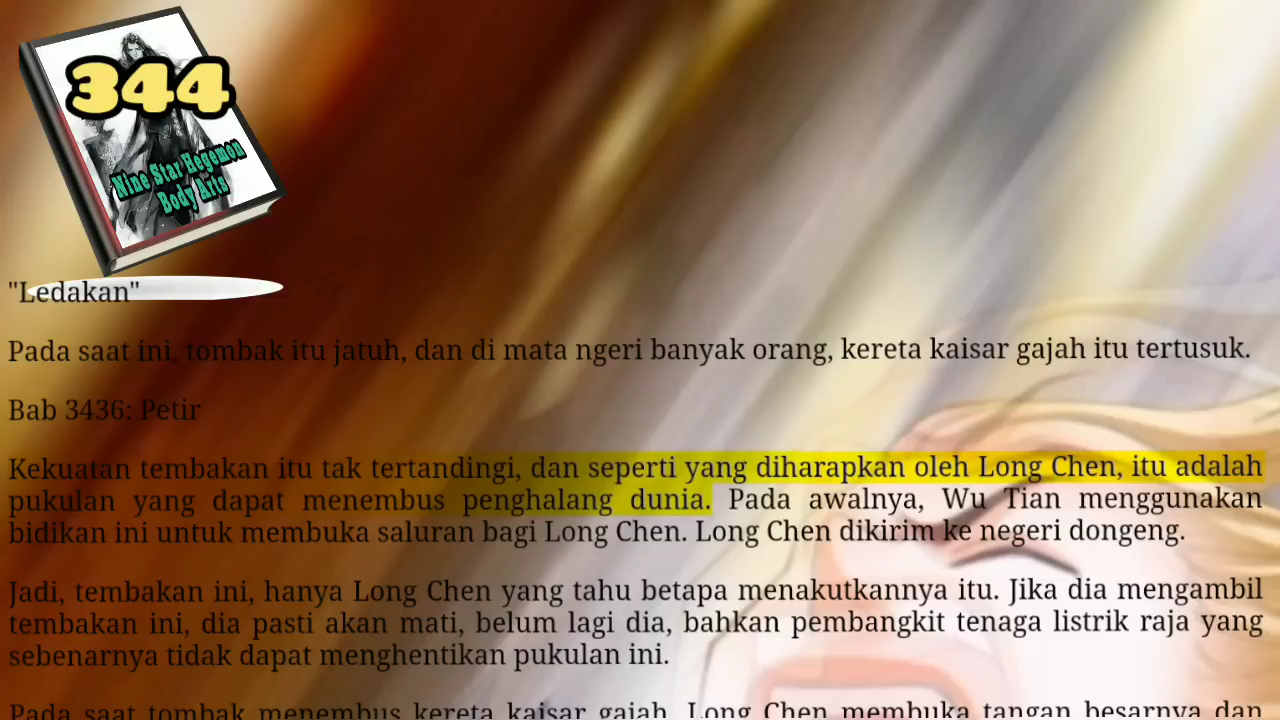 344
Nine Star Hegemon
Body Arts
"Ledakan"
Pada saat ini, tombak itu jatuh, dan di mata ngeri banyak orang, kereta kaisar gajah itu tertusuk.
Bab 3436: Petir
Kekuatan tembakan itu tak tertandingi, dan seperti yang diharapkan oleh Long Chen, itu adalah
pukulan yang dapat menembus penghalang dunia. Pada awalnya, Wu Tian menggunakan
bidikan ini untuk membuka saluran bagi Long Chen. Long Chen dikirim ke negeri dongeng.
Jadi, tembakan ini, hanya Long Chen yang tahu betapa menakutkannya itu. Jika dia mengambil
tembakan ini, dia pasti akan mati, belum lagi dia, bahkan pembangkit tenaga listrik raja yang
sebenarnya tidak dapat menghentikan pukulan ini.
Pada saat tombak menembus kereta kaisar gajah, Long Chen membuka tangan besarnya dan